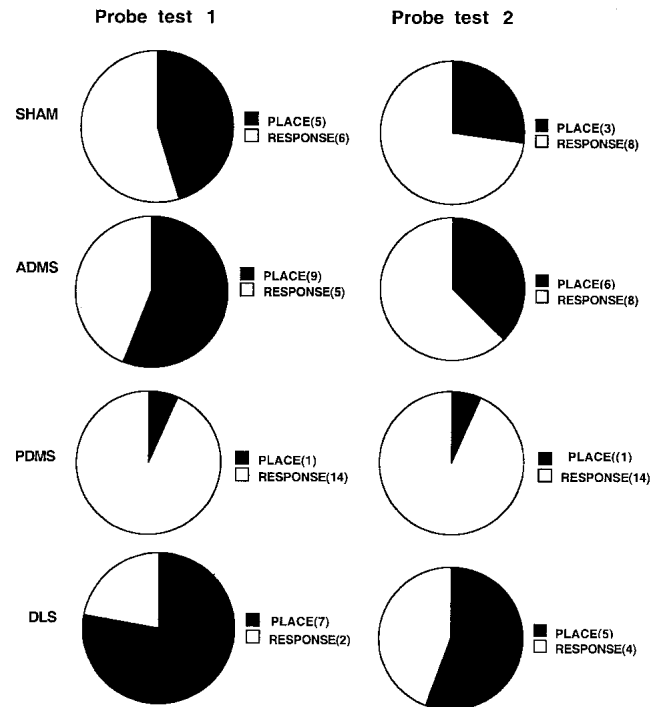 Probe test 1
Probe test 2
SHAM
PLACE(5)
RESPONSE(6)
PLACE(3)
RESPONSE(8)
ADMS
PLACE(9)
RESPONSE(5)
PLACE(6)
RESPONSE(8)
PDMS
PLACE(1)
RESPONSE(14)
PLACE((1)
RESPONSE(14)
DLS
PLACE(7)
RESPONSE(2)
PLACE(5)
RESPONSE(4)